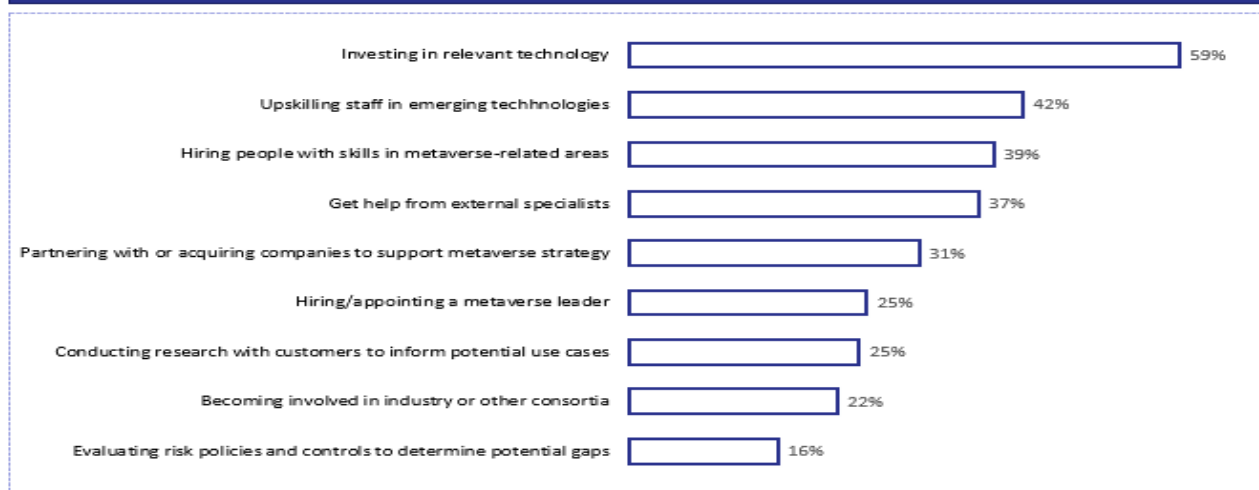 Investing in relevant technology 59%
Upskilling staff in emerging techhnologies 42%
Hiring people with skills in metaverse-related areas 39%
Get help from external specialists 37%
Partnering with or acquiring companies to support metaverse strategy 31%
Hiring/appointing a metaverse leader 25%
Conducting research with customers to inform potential use cases 25%
Becoming involved in industry or other consortia 22%
Evaluating risk policies and controls to determine potential gaps 16%